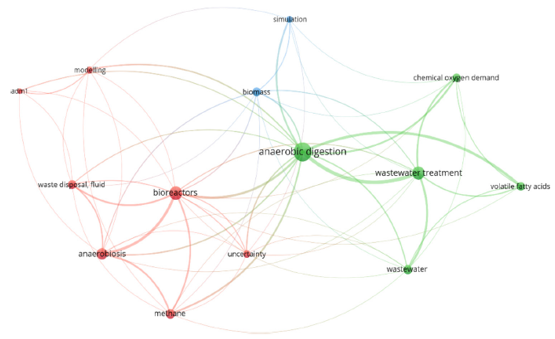 simulation
modelling
chemical oxygen demand
adm1
biomass
anaerobic digestion
wastewater treatment
waste disposal, fluid
bioreactors
volatile fatty acids
anaerobiosis
uncertainty
wastewater
methane